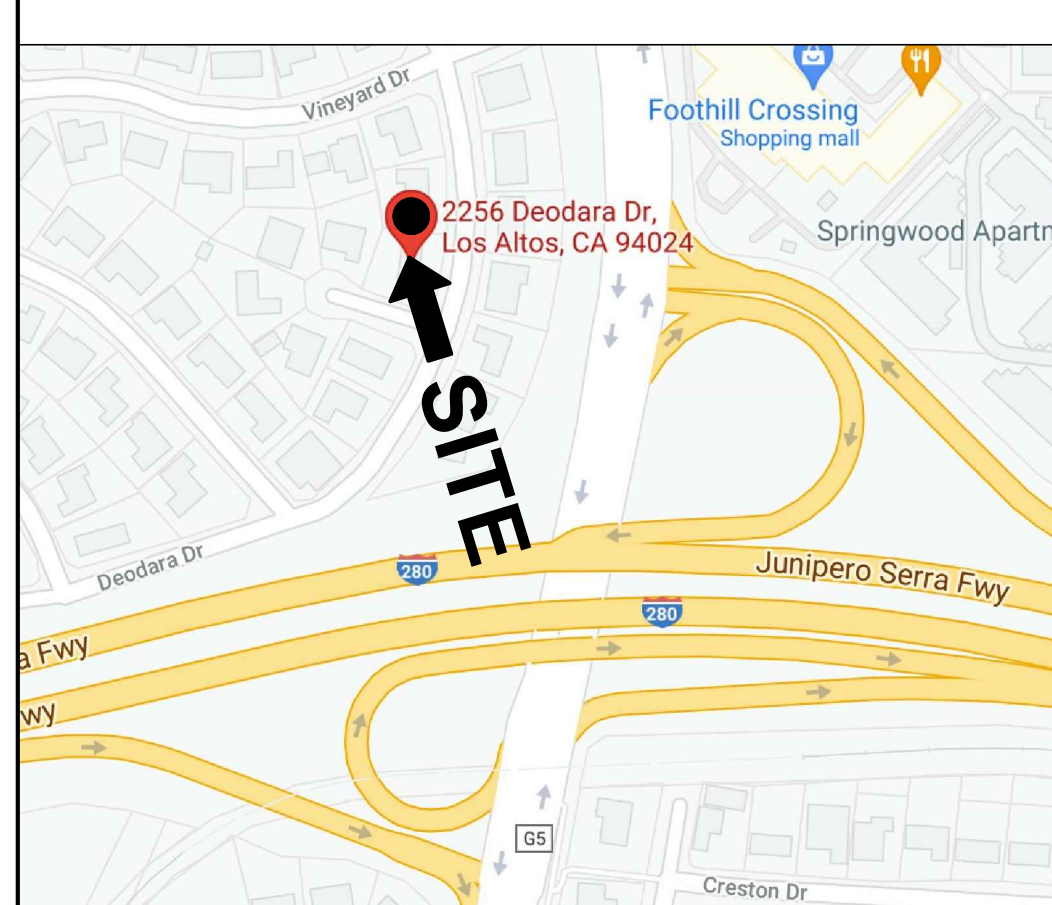 Vineyard Dr
Foothill Crossing
Shopping mall
2256 Deodara Dr,
Los Altos, CA 94024
Springwood Apartn
SITE
Deodara Dr
280
Junipero Serra Fwy
280
a Fwy
wy
G5
Creston Dr